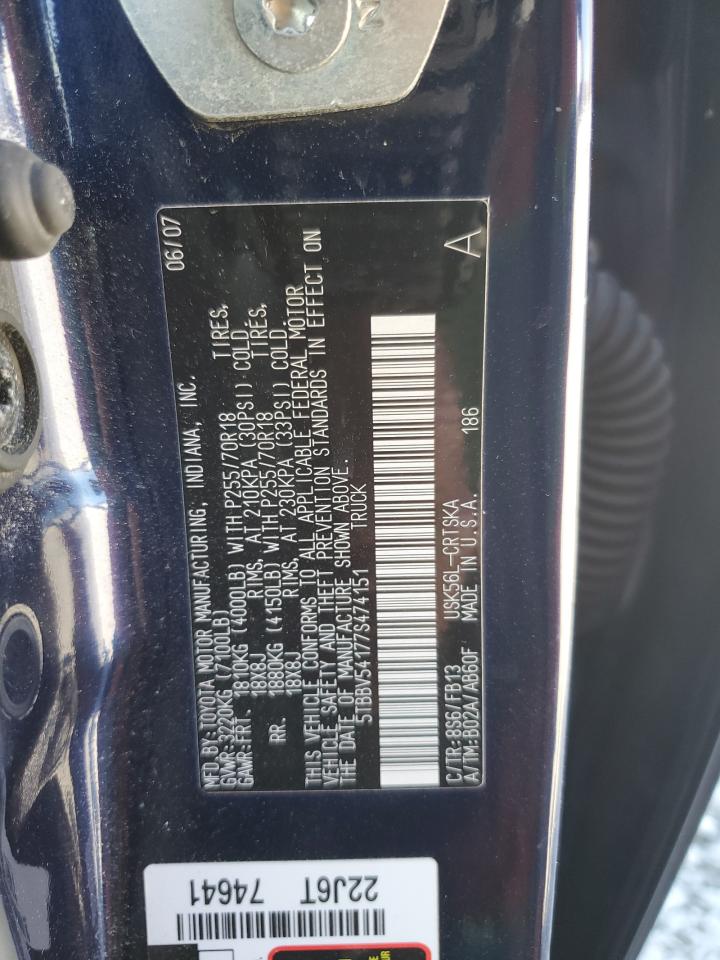 MFD BY: TOYOTA MOTOR MANUFACTURING, INDIANA, INC. 06/07
GVWR: 3220KG (7100LB)
GAWR: FRT. 1810KG (4000LB) WITH P255/70R18 TIRES,
18X8J RIMS, AT 210KPA (30PSI) COLD.
RR. 1880KG (4150LB) WITH P255/70R18 TIRES,
18X8J RIMS, AT 230KPA (33PSI) COLD.
THIS VEHICLE CONFORMS TO ALL APPLICABLE FEDERAL MOTOR
VEHICLE SAFETY AND THEFT PREVENTION STANDARDS IN EFFECT ON
THE DATE OF MANUFACTURE SHOWN ABOVE.
5TBBV54177S474151 TRUCK
C/TR: 8S6/FB13 USK56L-CRTSKA 186 A
A/TM: B02A/AB60F MADE IN U.S.A.
22J6T 74641